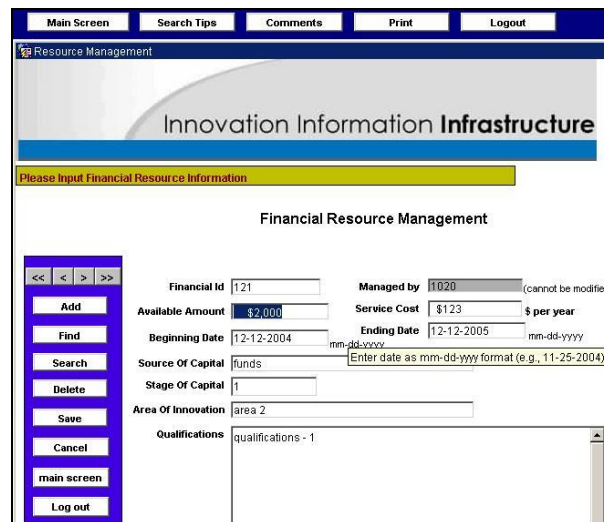 Main Screen Search Tips Comments Print Logout
Resource Management
Innovation Information Infrastructure
Please Input Financial Resource Information
Financial Resource Management
<< < > >>
Financial Id 121 Managed by 1020 (cannot be modifie
Add
Available Amount $2,000 Service Cost $123 $ per year
Find
Beginning Date 12-12-2004 mm-dd-yyyy Ending Date 12-12-2005 mm-dd-yyyy
Search
Source Of Capital funds
Enter date as mm-dd-yyyy format (e.g., 11-25-2004)
Delete
Stage Of Capital 1
Save
Area Of Innovation area 2
Cancel
Qualifications qualifications - 1
main screen
Log out